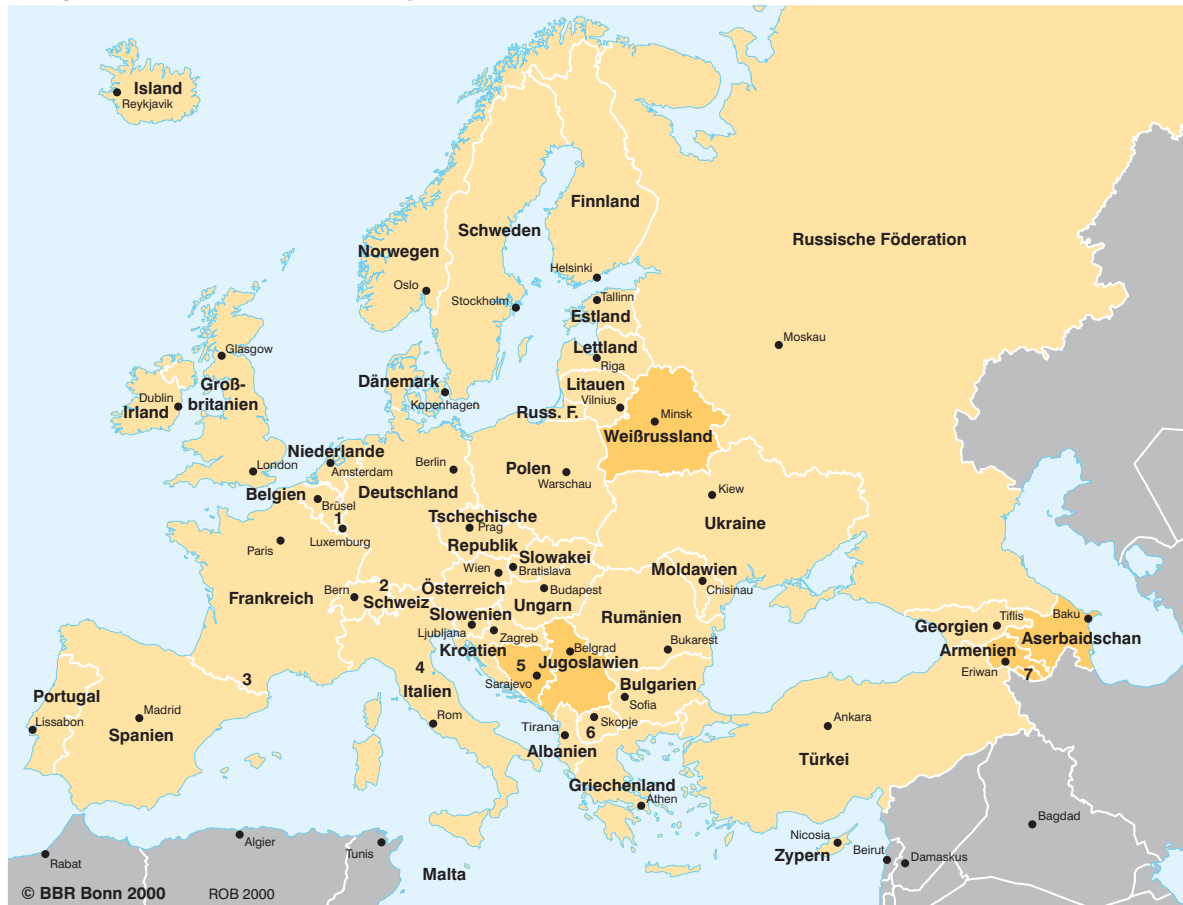 Island
Reykjavik
Finnland
Schweden
Norwegen
Russische Föderation
Helsinki
Oslo
Stockholm
Tallinn
Estland
Moskau
Lettland
Riga
Glasgow
Groß-
britanien
Dublin
Irland
Dänemark
Kopenhagen
Litauen
Vilnius
Russ. F.
Minsk
Weißrussland
Niederlande
Amsterdam
London
Berlin
Polen
Warschau
Belgien
Brüsel
Deutschland
Kiew
Ukraine
1
Luxemburg
Tschechische
Prag
Republik
Paris
Slowakei
Wien
Bratislava
Moldawien
Chisinau
Frankreich
Bern
2
Schweiz
Österreich
Budapest
Ungarn
Rumänien
Slowenien
Ljubljana
Zagreb
Kroatien
Bukarest
Georgien
Tiflis
Baku
Aserbaidschan
Armenien
Eriwan
7
3
4
Italien
Rom
5
Sarajevo
Belgrad
Jugoslawien
Bulgarien
Sofia
Portugal
Lissabon
Madrid
Spanien
Tirana
Albanien
Skopje
6
Ankara
Türkei
Griechenland
Athen
Nicosia
Zypern
Beirut
Damaskus
Bagdad
Rabat
Algier
Tunis
Malta
© BBR Bonn 2000
ROB 2000